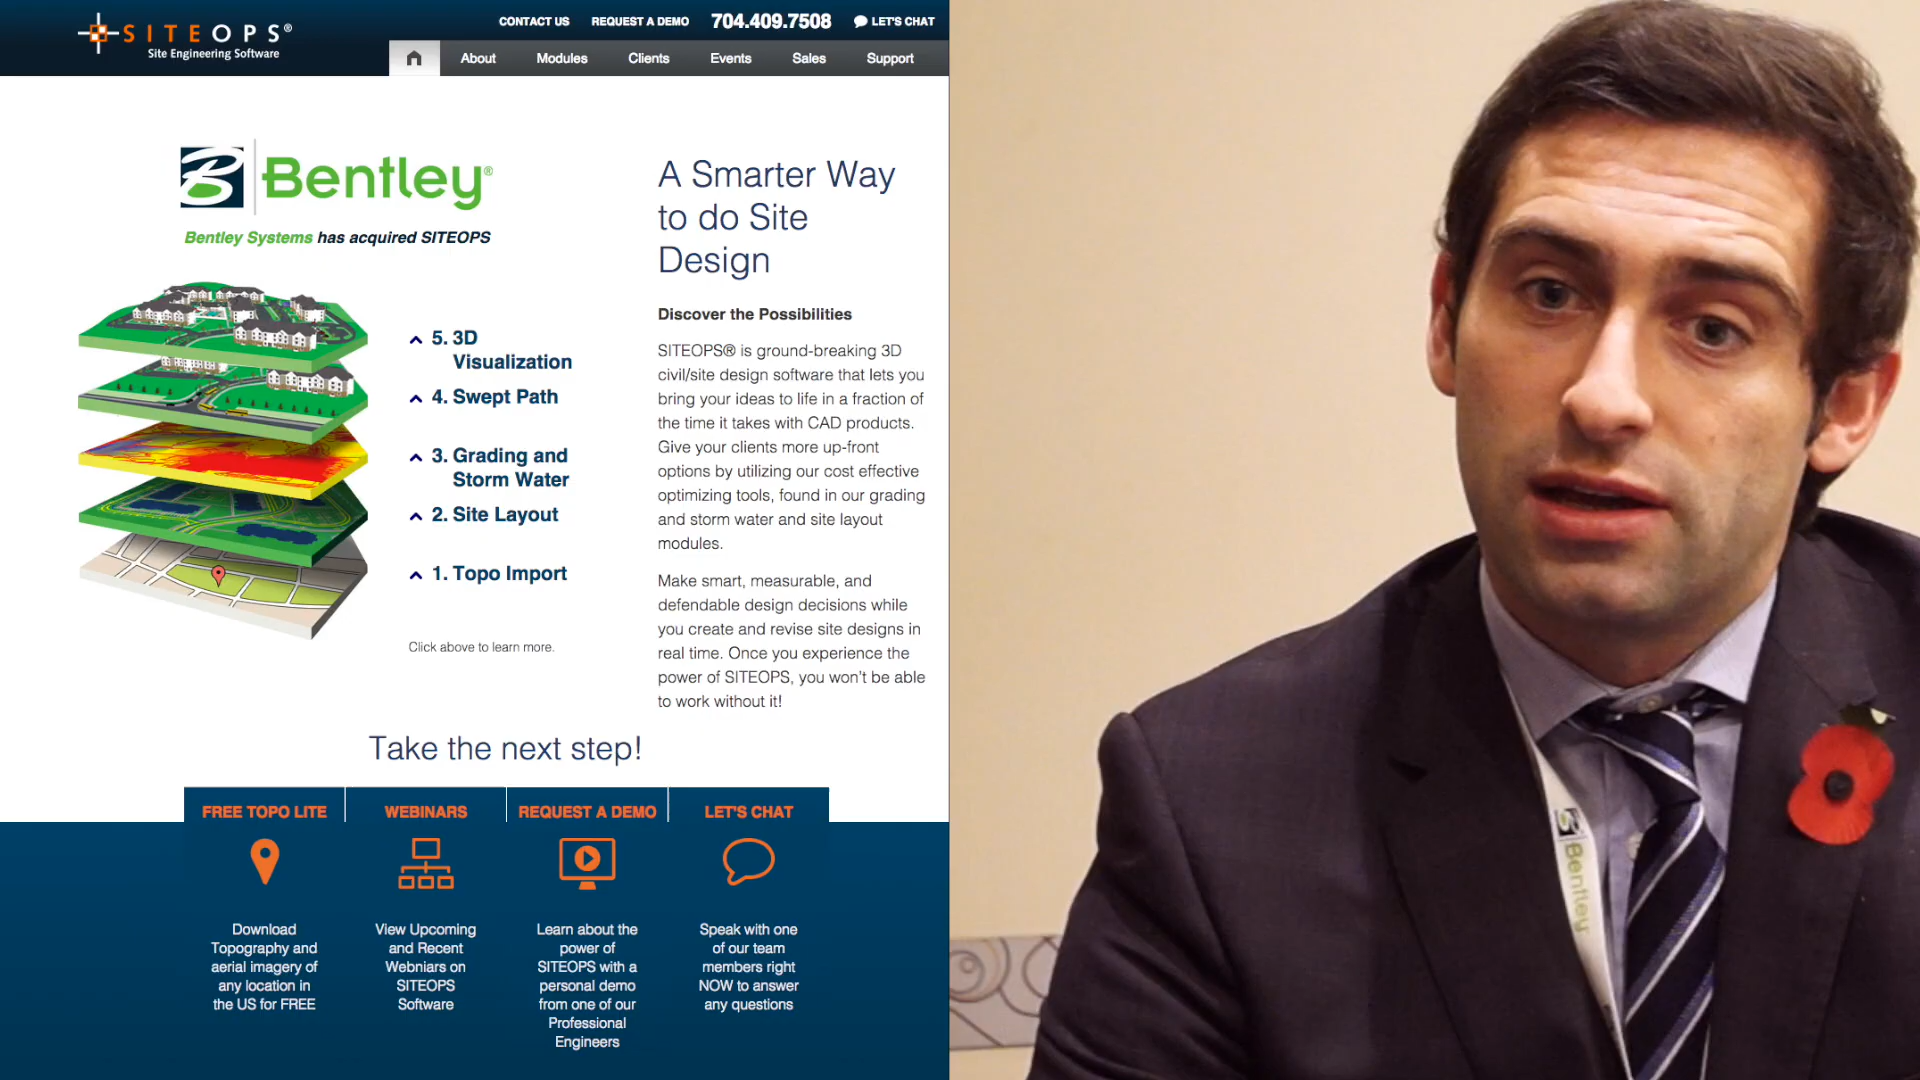 SITEOPS®
Site Engineering Software
CONTACT US
REQUEST A DEMO
704.409.7508
LET'S CHAT
About
Modules
Clients
Events
Sales
Support
B Bentley®
Bentley Systems has acquired SITEOPS
5. 3D
Visualization
4. Swept Path
3. Grading and
Storm Water
2. Site Layout
1. Topo Import
Click above to learn more.
A Smarter Way
to do Site
Design
Discover the Possibilities
SITEOPS® is ground-breaking 3D
civil/site design software that lets you
bring your ideas to life in a fraction of
the time it takes with CAD products.
Give your clients more up-front
options by utilizing our cost effective
optimizing tools, found in our grading
and storm water and site layout
modules.
Make smart, measurable, and
defendable design decisions while
you create and revise site designs in
real time. Once you experience the
power of SITEOPS, you won't be able
to work without it!
Take the next step!
FREE TOPO LITE
Download
Topography and
aerial imagery of
any location in
the US for FREE
WEBINARS
View Upcoming
and Recent
Webniars on
SITEOPS
Software
REQUEST A DEMO
Learn about the
power of
SITEOPS with a
personal demo
from one of our
Professional
Engineers
LET'S CHAT
Speak with one
of our team
members right
NOW to answer
any questions
B Bentley